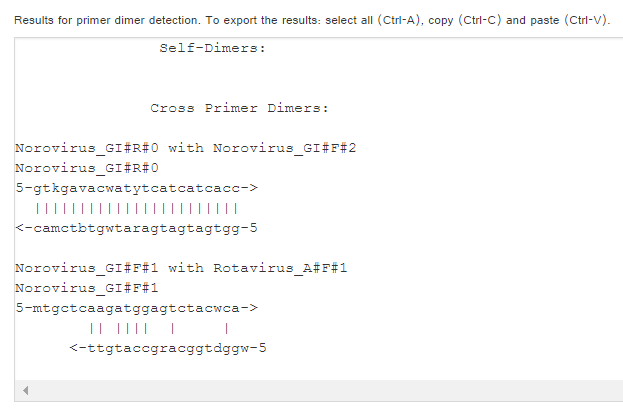 Results for primer dimer detection. To export the results: select all (Ctrl-A), copy (Ctrl-C) and paste (Ctrl-V).
Self-Dimers:
Cross Primer Dimers:
Norovirus_GI#R#0 with Norovirus_GI#F#2
Norovirus_GI#R#0
5-gtkgavacwatytcatcatcacc->
|||||||||||||||||||||||
<-camctbtgwtaragtagtagtgg-5
Norovirus_GI#F#1 with Rotavirus_A#F#1
Norovirus_GI#F#1
5-mtgctcaagatggagtctacwca->
|| |||| | |
<-ttgtaccgracggtdggw-5